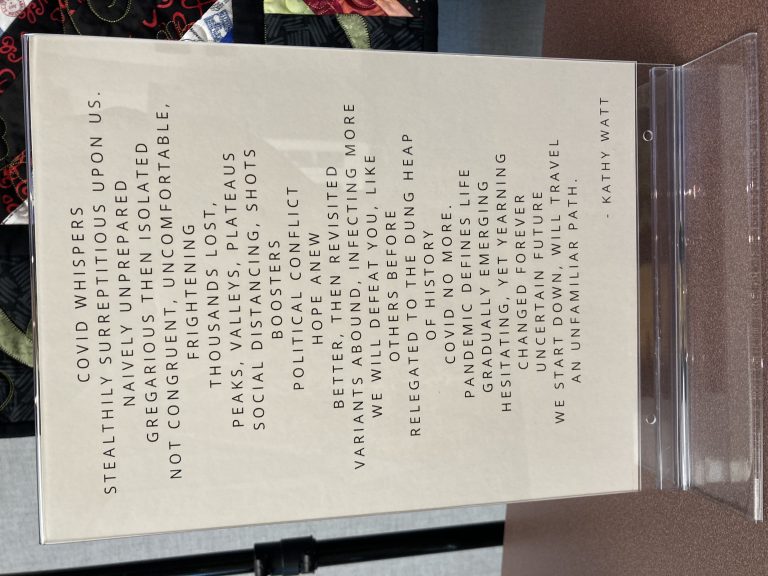 COVID WHISPERS
STEALTHILY SURREPTITIOUS UPON US.
NAIVELY UNPREPARED
GREGARIOUS THEN ISOLATED
NOT CONGRUENT, UNCOMFORTABLE,
FRIGHTENING
THOUSANDS LOST,
PEAKS, VALLEYS, PLATEAUS
SOCIAL DISTANCING, SHOTS
BOOSTERS
POLITICAL CONFLICT
HOPE ANEW
BETTER, THEN REVISITED
VARIANTS ABOUND, INFECTING MORE
WE WILL DEFEAT YOU, LIKE
OTHERS BEFORE
RELEGATED TO THE DUNG HEAP
OF HISTORY
COVID NO MORE.
PANDEMIC DEFINES LIFE
GRADUALLY EMERGING
HESITATING, YET YEARNING
CHANGED FOREVER
UNCERTAIN FUTURE
WE START DOWN, WILL TRAVEL
AN UNFAMILIAR PATH.
- KATHY WATT